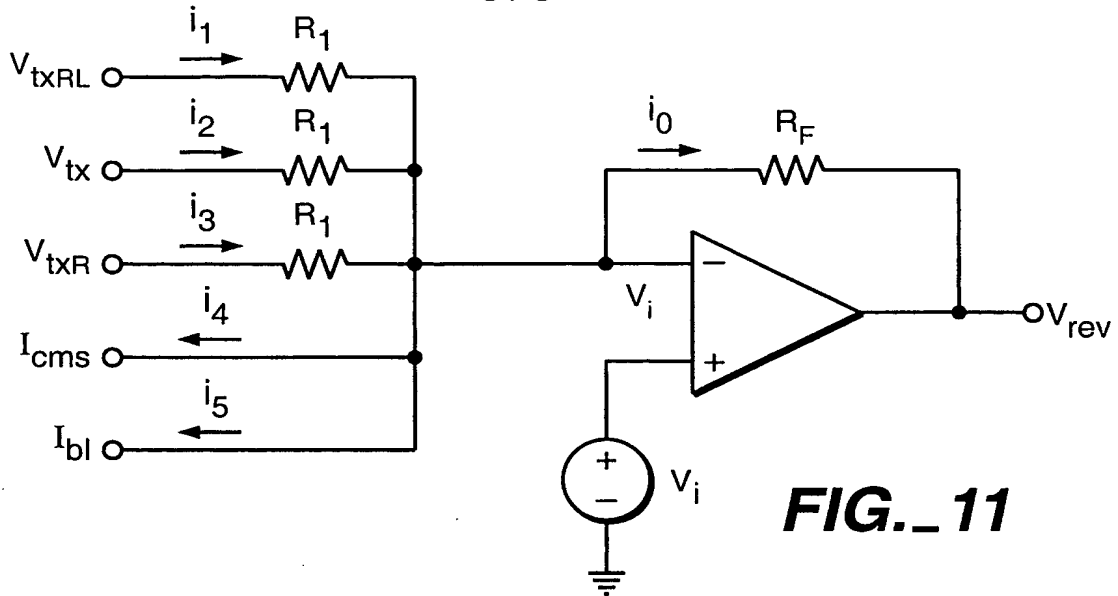 i1 R1
VtxRL
i2 R1
Vtx
i3 R1
VtxR
i4
Icms
i5
Ibl
i0 RF
−
Vi
+
Vrev
+
−
Vi
FIG._ 11